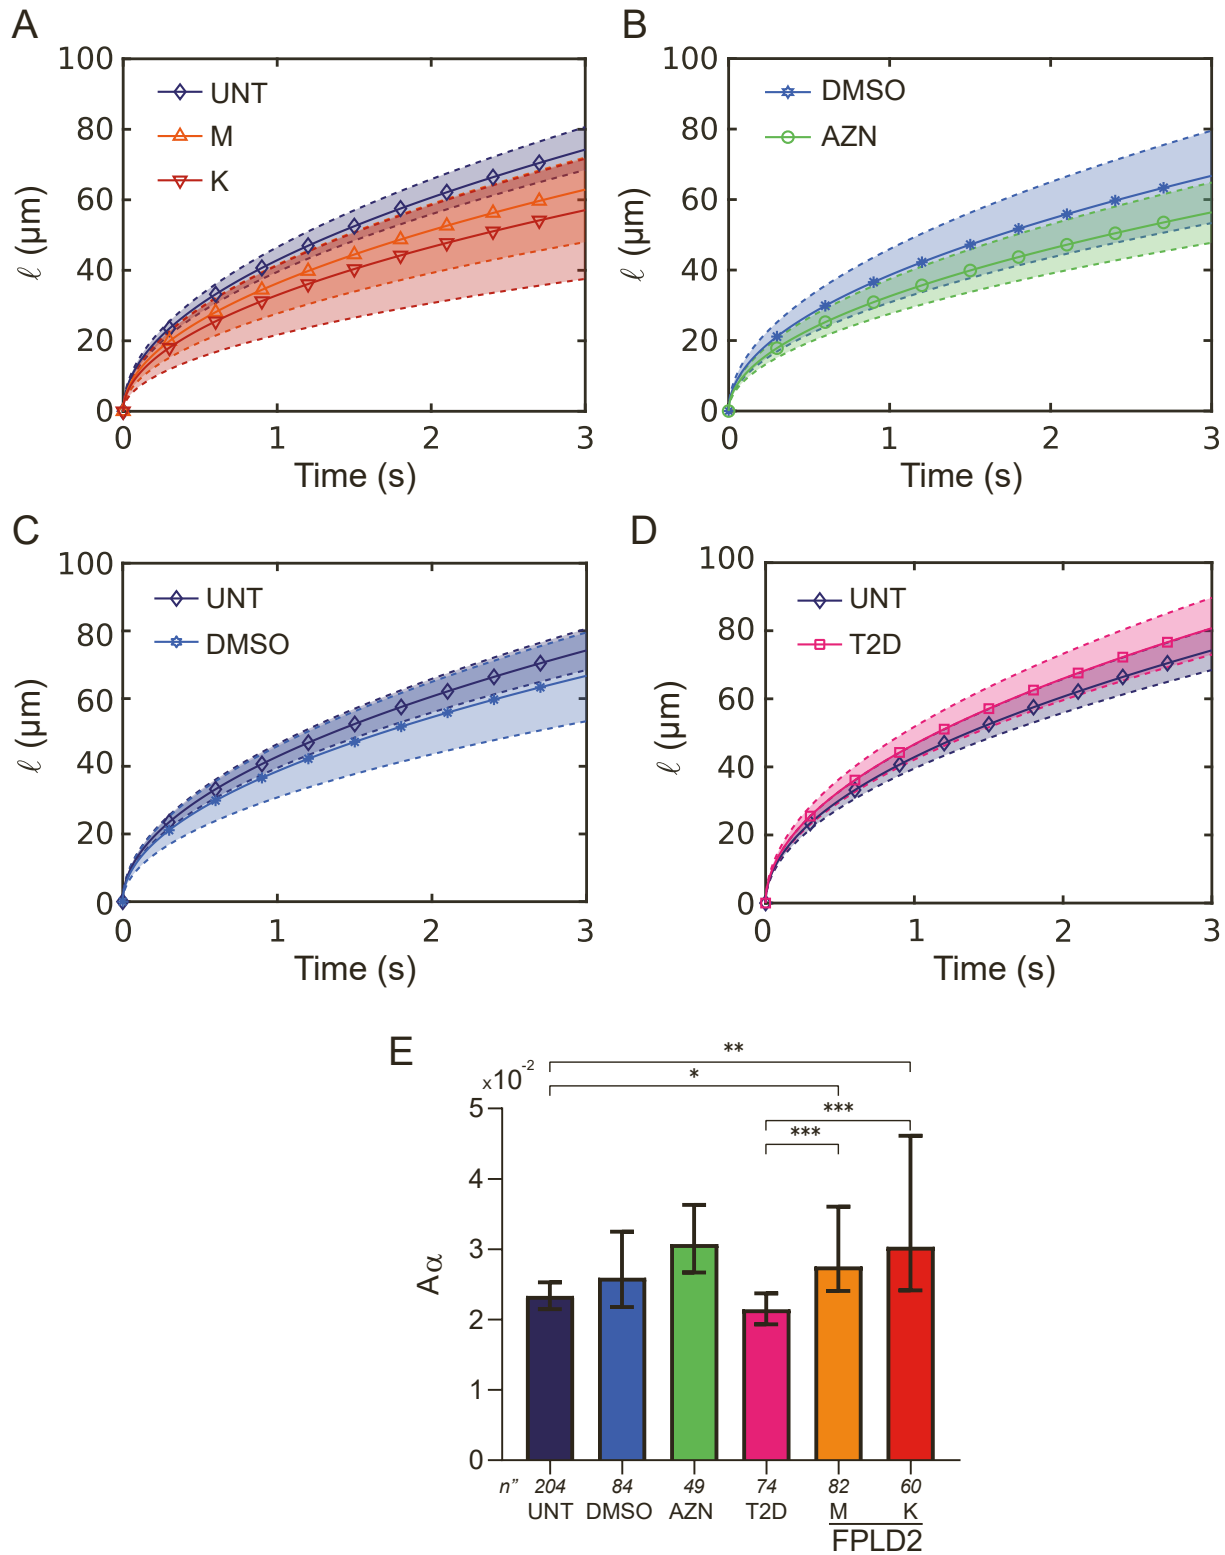 A
100
80
60
40
20
0
ℓ (μm)
UNT
M
K
0 1 2 3
Time (s)
B
100
80
60
40
20
0
ℓ (μm)
DMSO
AZN
0 1 2 3
Time (s)
C
100
80
60
40
20
0
ℓ (μm)
UNT
DMSO
0 1 2 3
Time (s)
D
100
80
60
40
20
0
ℓ (μm)
UNT
T2D
0 1 2 3
Time (s)
E
×10⁻²
**
*
***
***
5
4
3
2
1
0
Aα
n” 204 84 49 74 82 60
UNT DMSO AZN T2D M K
FPLD2